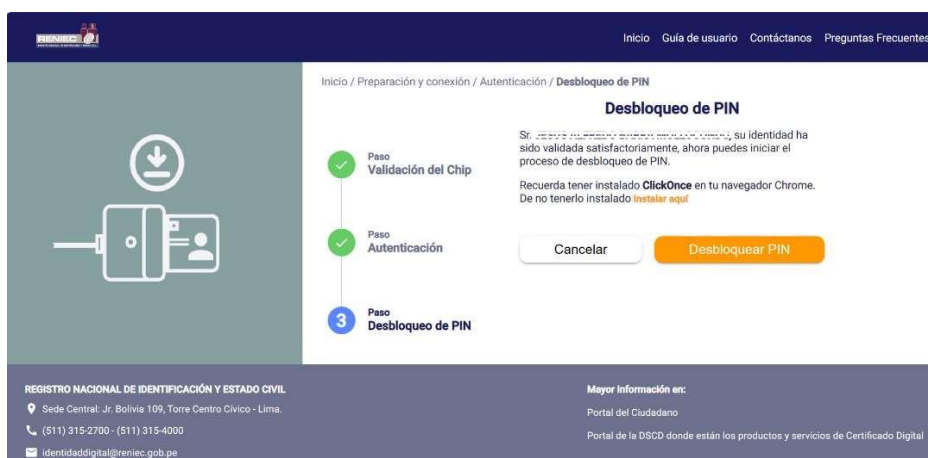 RENIEC
Inicio Guía de usuario Contáctanos Preguntas Frecuentes
Inicio / Preparación y conexión / Autenticación / Desbloqueo de PIN
Desbloqueo de PIN
Sr. su identidad ha
sido validada satisfactoriamente, ahora puedes iniciar el
proceso de desbloqueo de PIN.
Recuerda tener instalado ClickOnce en tu navegador Chrome.
De no tenerlo instalado instalar aquí
Cancelar Desbloquear PIN
Paso
Validación del Chip
Paso
Autenticación
3 Paso
Desbloqueo de PIN
REGISTRO NACIONAL DE IDENTIFICACIÓN Y ESTADO CIVIL
Sede Central: Jr. Bolivia 109, Torre Centro Cívico - Lima.
(511) 315-2700 - (511) 315-4000
identidaddigital@reniec.gob.pe
Mayor Información en:
Portal del Ciudadano
Portal de la DSCD donde están los productos y servicios de Certificado Digital